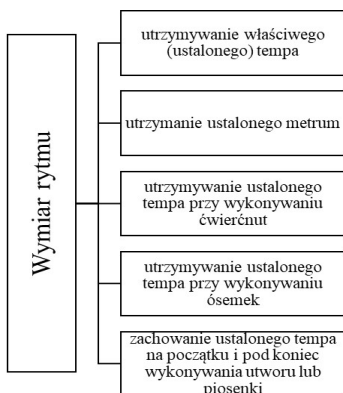 Wymiar rytmu
utrzymywanie właściwego
(ustalonego) tempa
utrzymanie ustalonego metrum
utrzymywanie ustalonego
tempa przy wykonywaniu
ćwierćnut
utrzymywanie ustalonego
tempa przy wykonywaniu
ósemek
zachowanie ustalonego tempa
na początku i pod koniec
wykonywania utworu lub
piosenki